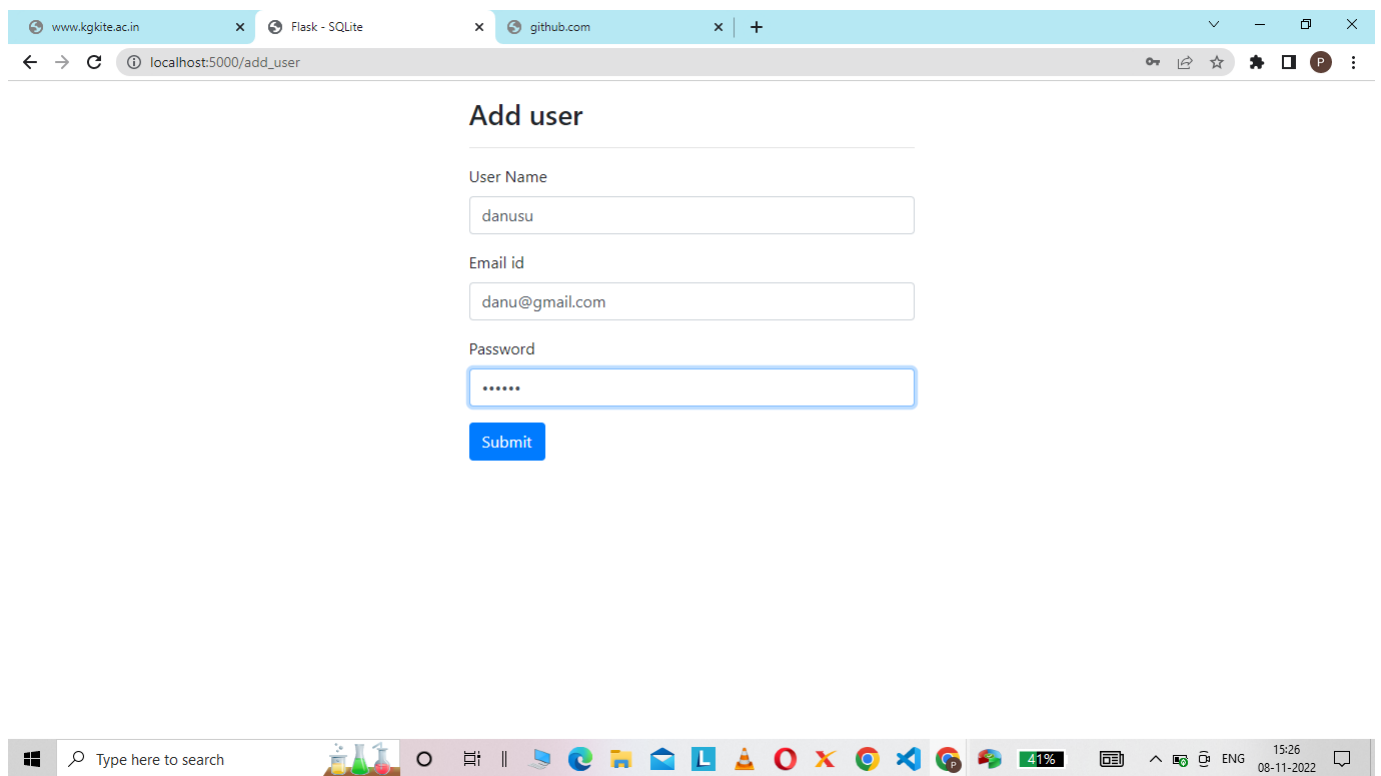 www.kgkite.ac.in
Flask - SQLite
github.com
localhost:5000/add_user
P
Add user
User Name
danusu
Email id
danu@gmail.com
Password
••••••
Submit
Type here to search
L
P
41%
ENG
15:26
08-11-2022